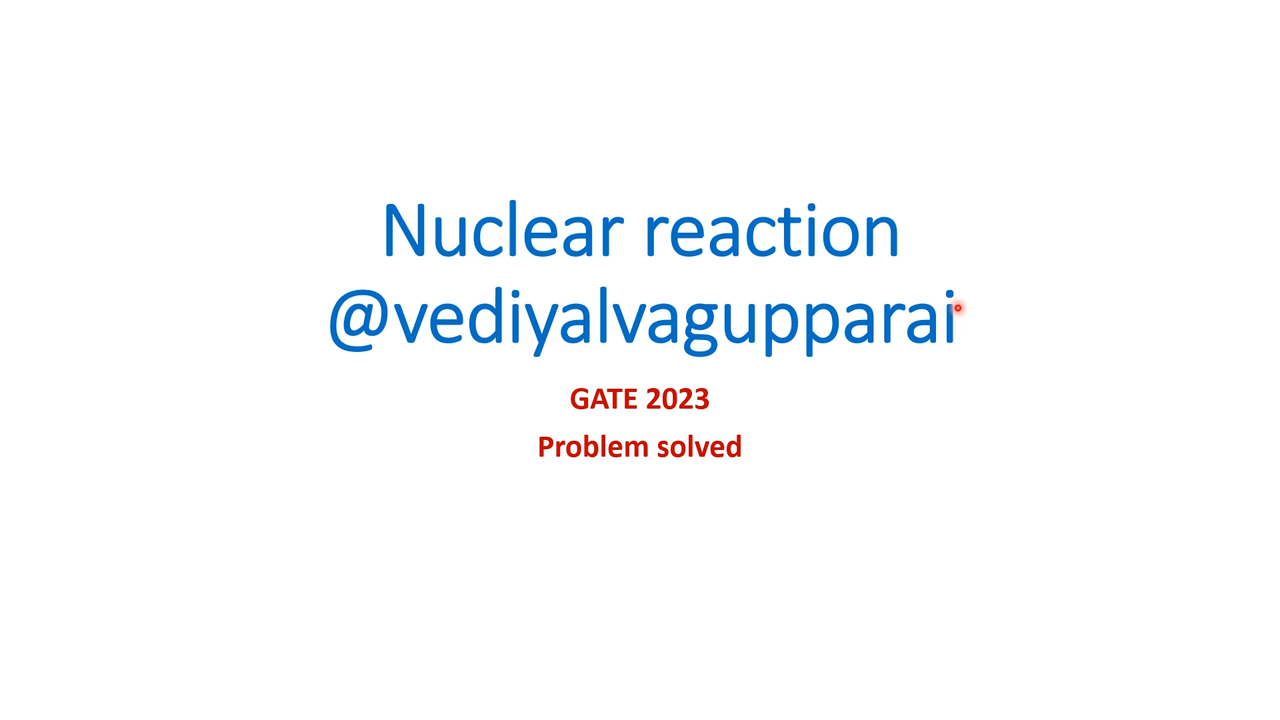 Nuclear reaction
@vediyalvagupparai
GATE 2023
Problem solved